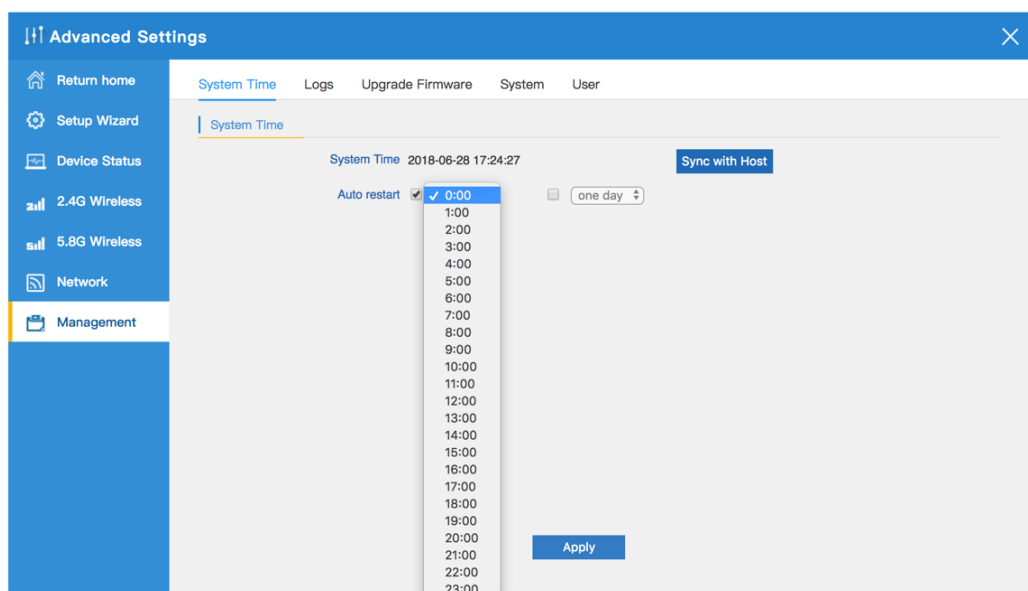 Advanced Settings
Return home
Setup Wizard
Device Status
2.4G Wireless
5.8G Wireless
Network
Management
System Time Logs Upgrade Firmware System User
System Time
System Time 2018-06-28 17:24:27 Sync with Host
Auto restart 0:00 one day
1:00
2:00
3:00
4:00
5:00
6:00
7:00
8:00
9:00
10:00
11:00
12:00
13:00
14:00
15:00
16:00
17:00
18:00
19:00
20:00
21:00
22:00
23:00
Apply